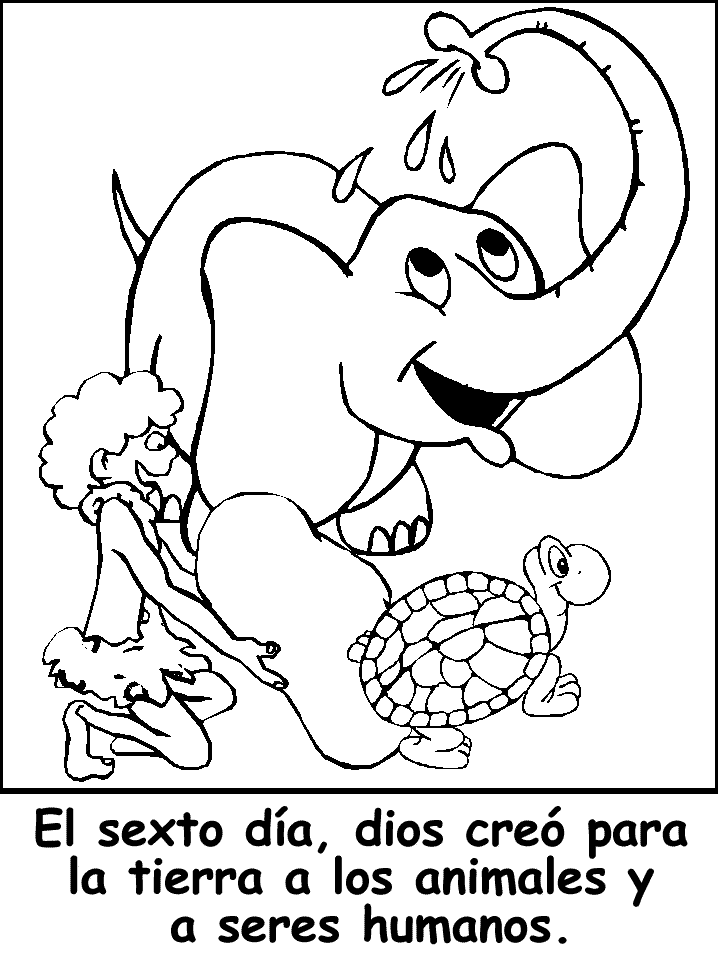 El sexto día, dios creó para
la tierra a los animales y
a seres humanos.